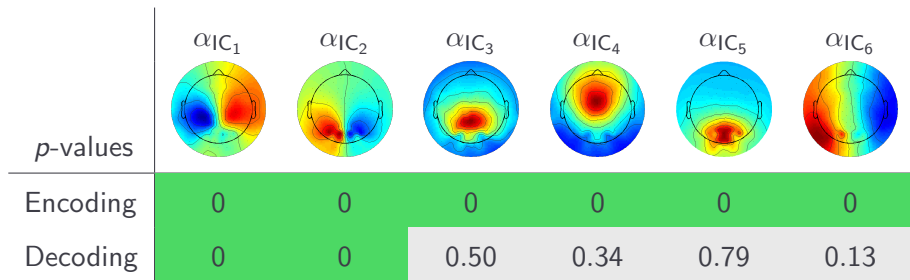 α_IC₁ α_IC₂ α_IC₃ α_IC₄ α_IC₅ α_IC₆
p-values
Encoding 0 0 0 0 0 0
Decoding 0 0 0.50 0.34 0.79 0.13